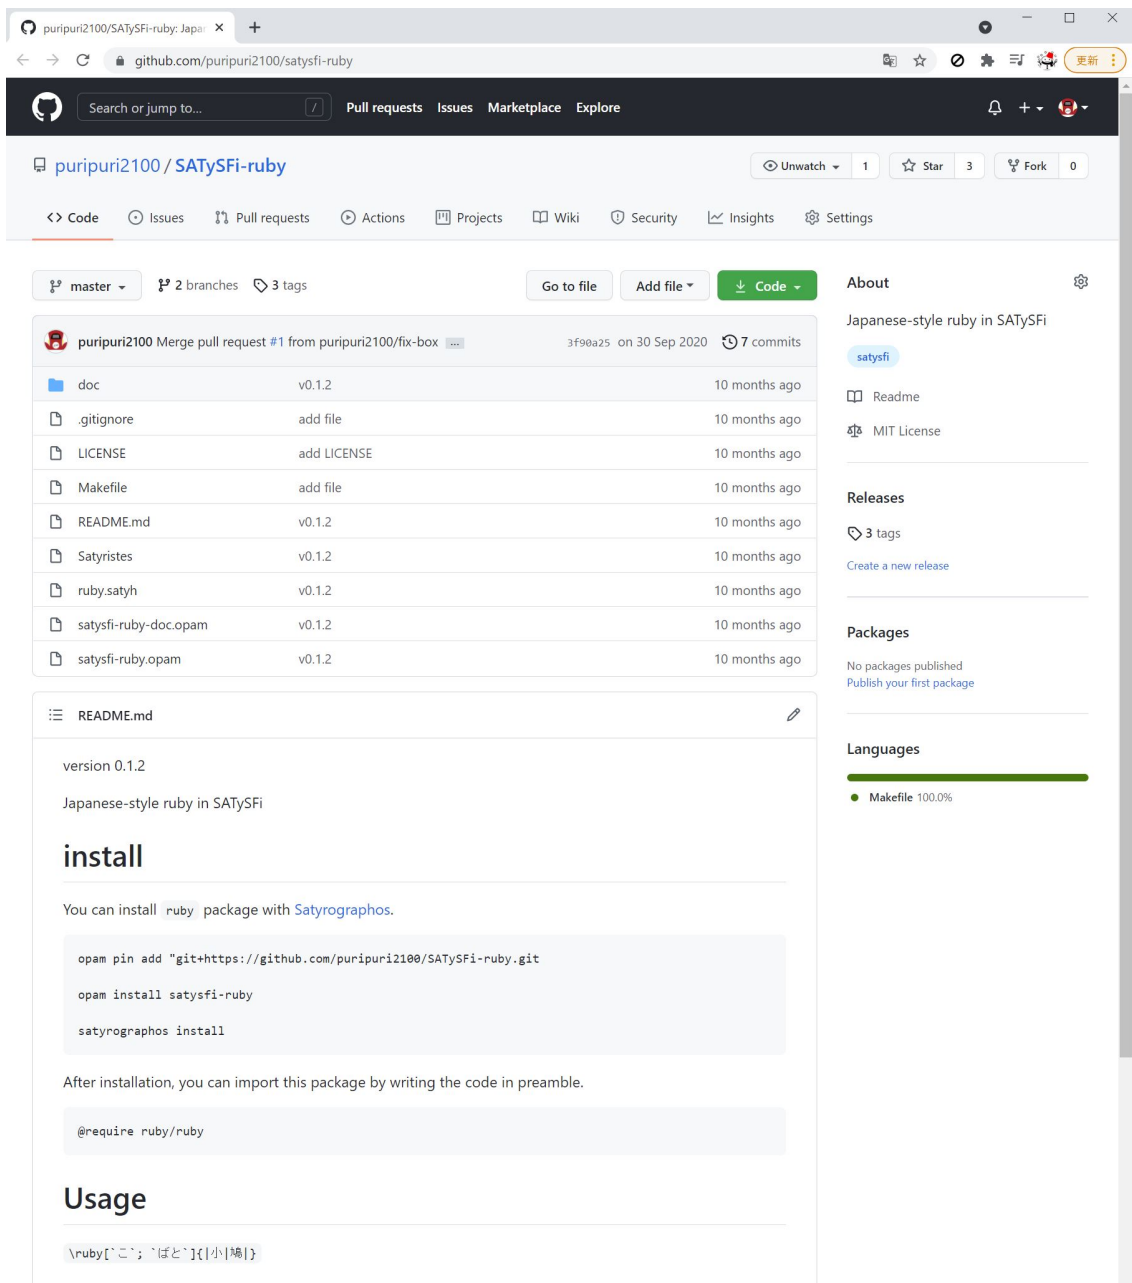 puripuri2100/SATySFi-ruby: Japa
github.com/puripuri2100/satysfi-ruby
更新
Search or jump to...
/
Pull requests Issues Marketplace Explore
puripuri2100 / SATySFi-ruby
Unwatch 1 Star 3 Fork 0
Code Issues Pull requests Actions Projects Wiki Security Insights Settings
master 2 branches 3 tags Go to file Add file Code
puripuri2100 Merge pull request #1 from puripuri2100/fix-box ... 3f90a25 on 30 Sep 2020 7 commits
doc v0.1.2 10 months ago
.gitignore add file 10 months ago
LICENSE add LICENSE 10 months ago
Makefile add file 10 months ago
README.md v0.1.2 10 months ago
Satyristes v0.1.2 10 months ago
ruby.satyh v0.1.2 10 months ago
satysfi-ruby-doc.opam v0.1.2 10 months ago
satysfi-ruby.opam v0.1.2 10 months ago
README.md
version 0.1.2
Japanese-style ruby in SATySFi
install
You can install ruby package with Satyrographos.
opam pin add "git+https://github.com/puripuri2100/SATySFi-ruby.git
opam install satysfi-ruby
satyrographos install
After installation, you can import this package by writing the code in preamble.
@require ruby/ruby
Usage
\ruby[`こ`; `ばと`]{|小|鳩|}
About
Japanese-style ruby in SATySFi
satysfi
Readme
MIT License
Releases
3 tags
Create a new release
Packages
No packages published
Publish your first package
Languages
Makefile 100.0%